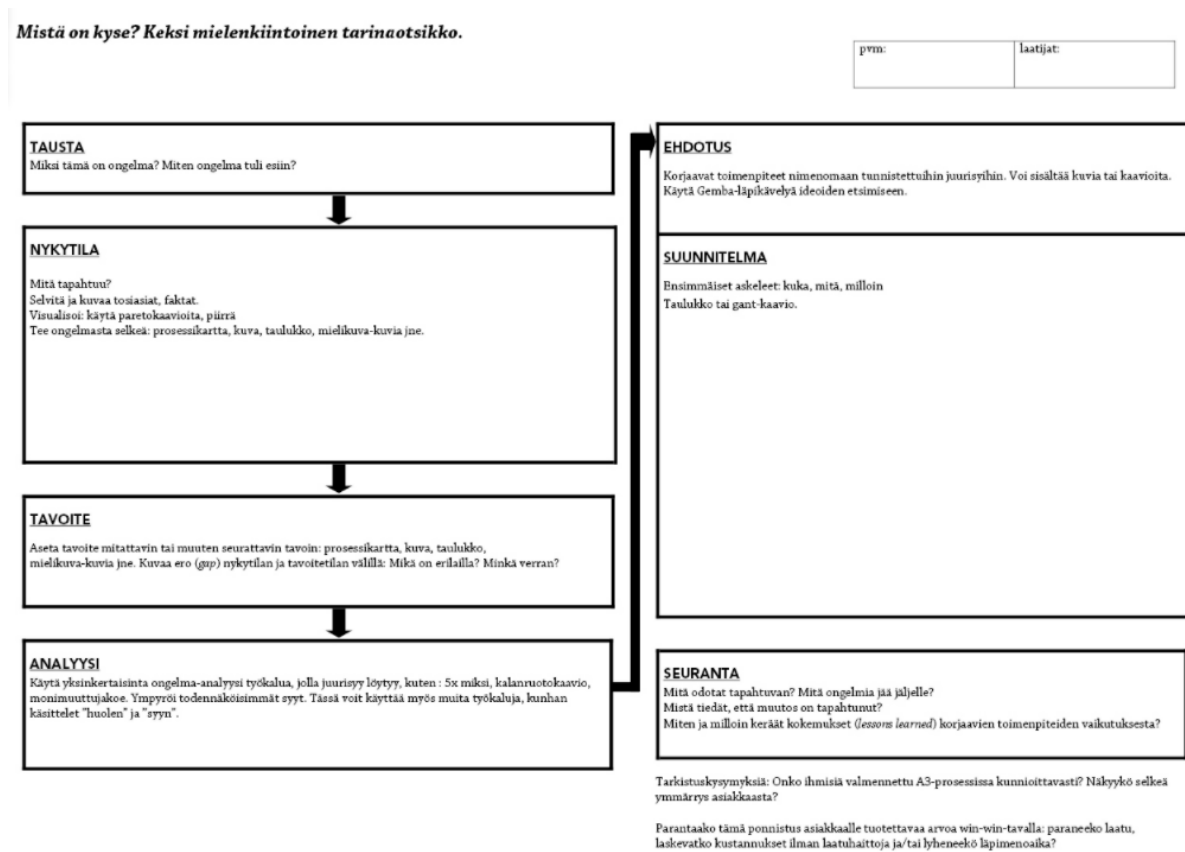 Mistä on kyse? Keksi mielenkiintoinen tarinaotsikko.
pvm:
laatijat:
TAUSTA
Miksi tämä on ongelma? Miten ongelma tuli esiin?
NYKYTILA
Mitä tapahtuu?
Selvitä ja kuvaa tosiasiat, faktat.
Visualisoi: käytä paretokaavioita, piirrä
Tee ongelmasta selkeä: prosessikartta, kuva, taulukko, mielikuva-kuvia jne.
TAVOITE
Aseta tavoite mitattavin tai muuten seurattavin tavoin: prosessikartta, kuva, taulukko,
mielikuva-kuvia jne. Kuvaa ero (gap) nykytilan ja tavoitetilan välillä: Mikä on erilailla? Minkä verran?
ANALYYSI
Käytä yksinkertaisinta ongelma-analyysi työkalua, jolla juurisyy löytyy, kuten : 5x miksi, kalanruotokaavio,
monimuuttujakoe. Ympyröi todennäköisimmät syyt. Tässä voit käyttää myös muita työkaluja, kunhan
käsittelet "huolen" ja "syyn".
EHDOTUS
Korjaavat toimenpiteet nimenomaan tunnistettuihin juurisyihin. Voi sisältää kuvia tai kaavioita.
Käytä Gemba-läpikävelyä ideoiden etsimiseen.
SUUNNITELMA
Ensimmäiset askeleet: kuka, mitä, milloin
Taulukko tai gant-kaavio.
SEURANTA
Mitä odotat tapahtuvan? Mitä ongelmia jää jäljelle?
Mistä tiedät, että muutos on tapahtunut?
Miten ja milloin keräät kokemukset (lessons learned) korjaavien toimenpiteiden vaikutuksesta?
Tarkistuskysymyksiä: Onko ihmisiä valmennettu A3-prosessissa kunnioittavasti? Näkyykö selkeä
ymmärrys asiakkaasta?
Parantaako tämä ponnistus asiakkaalle tuotettavaa arvoa win-win-tavalla: paraneeko laatu,
laskevatko kustannukset ilman laatuhaittoja ja/tai lyheneekö läpimenoaika?